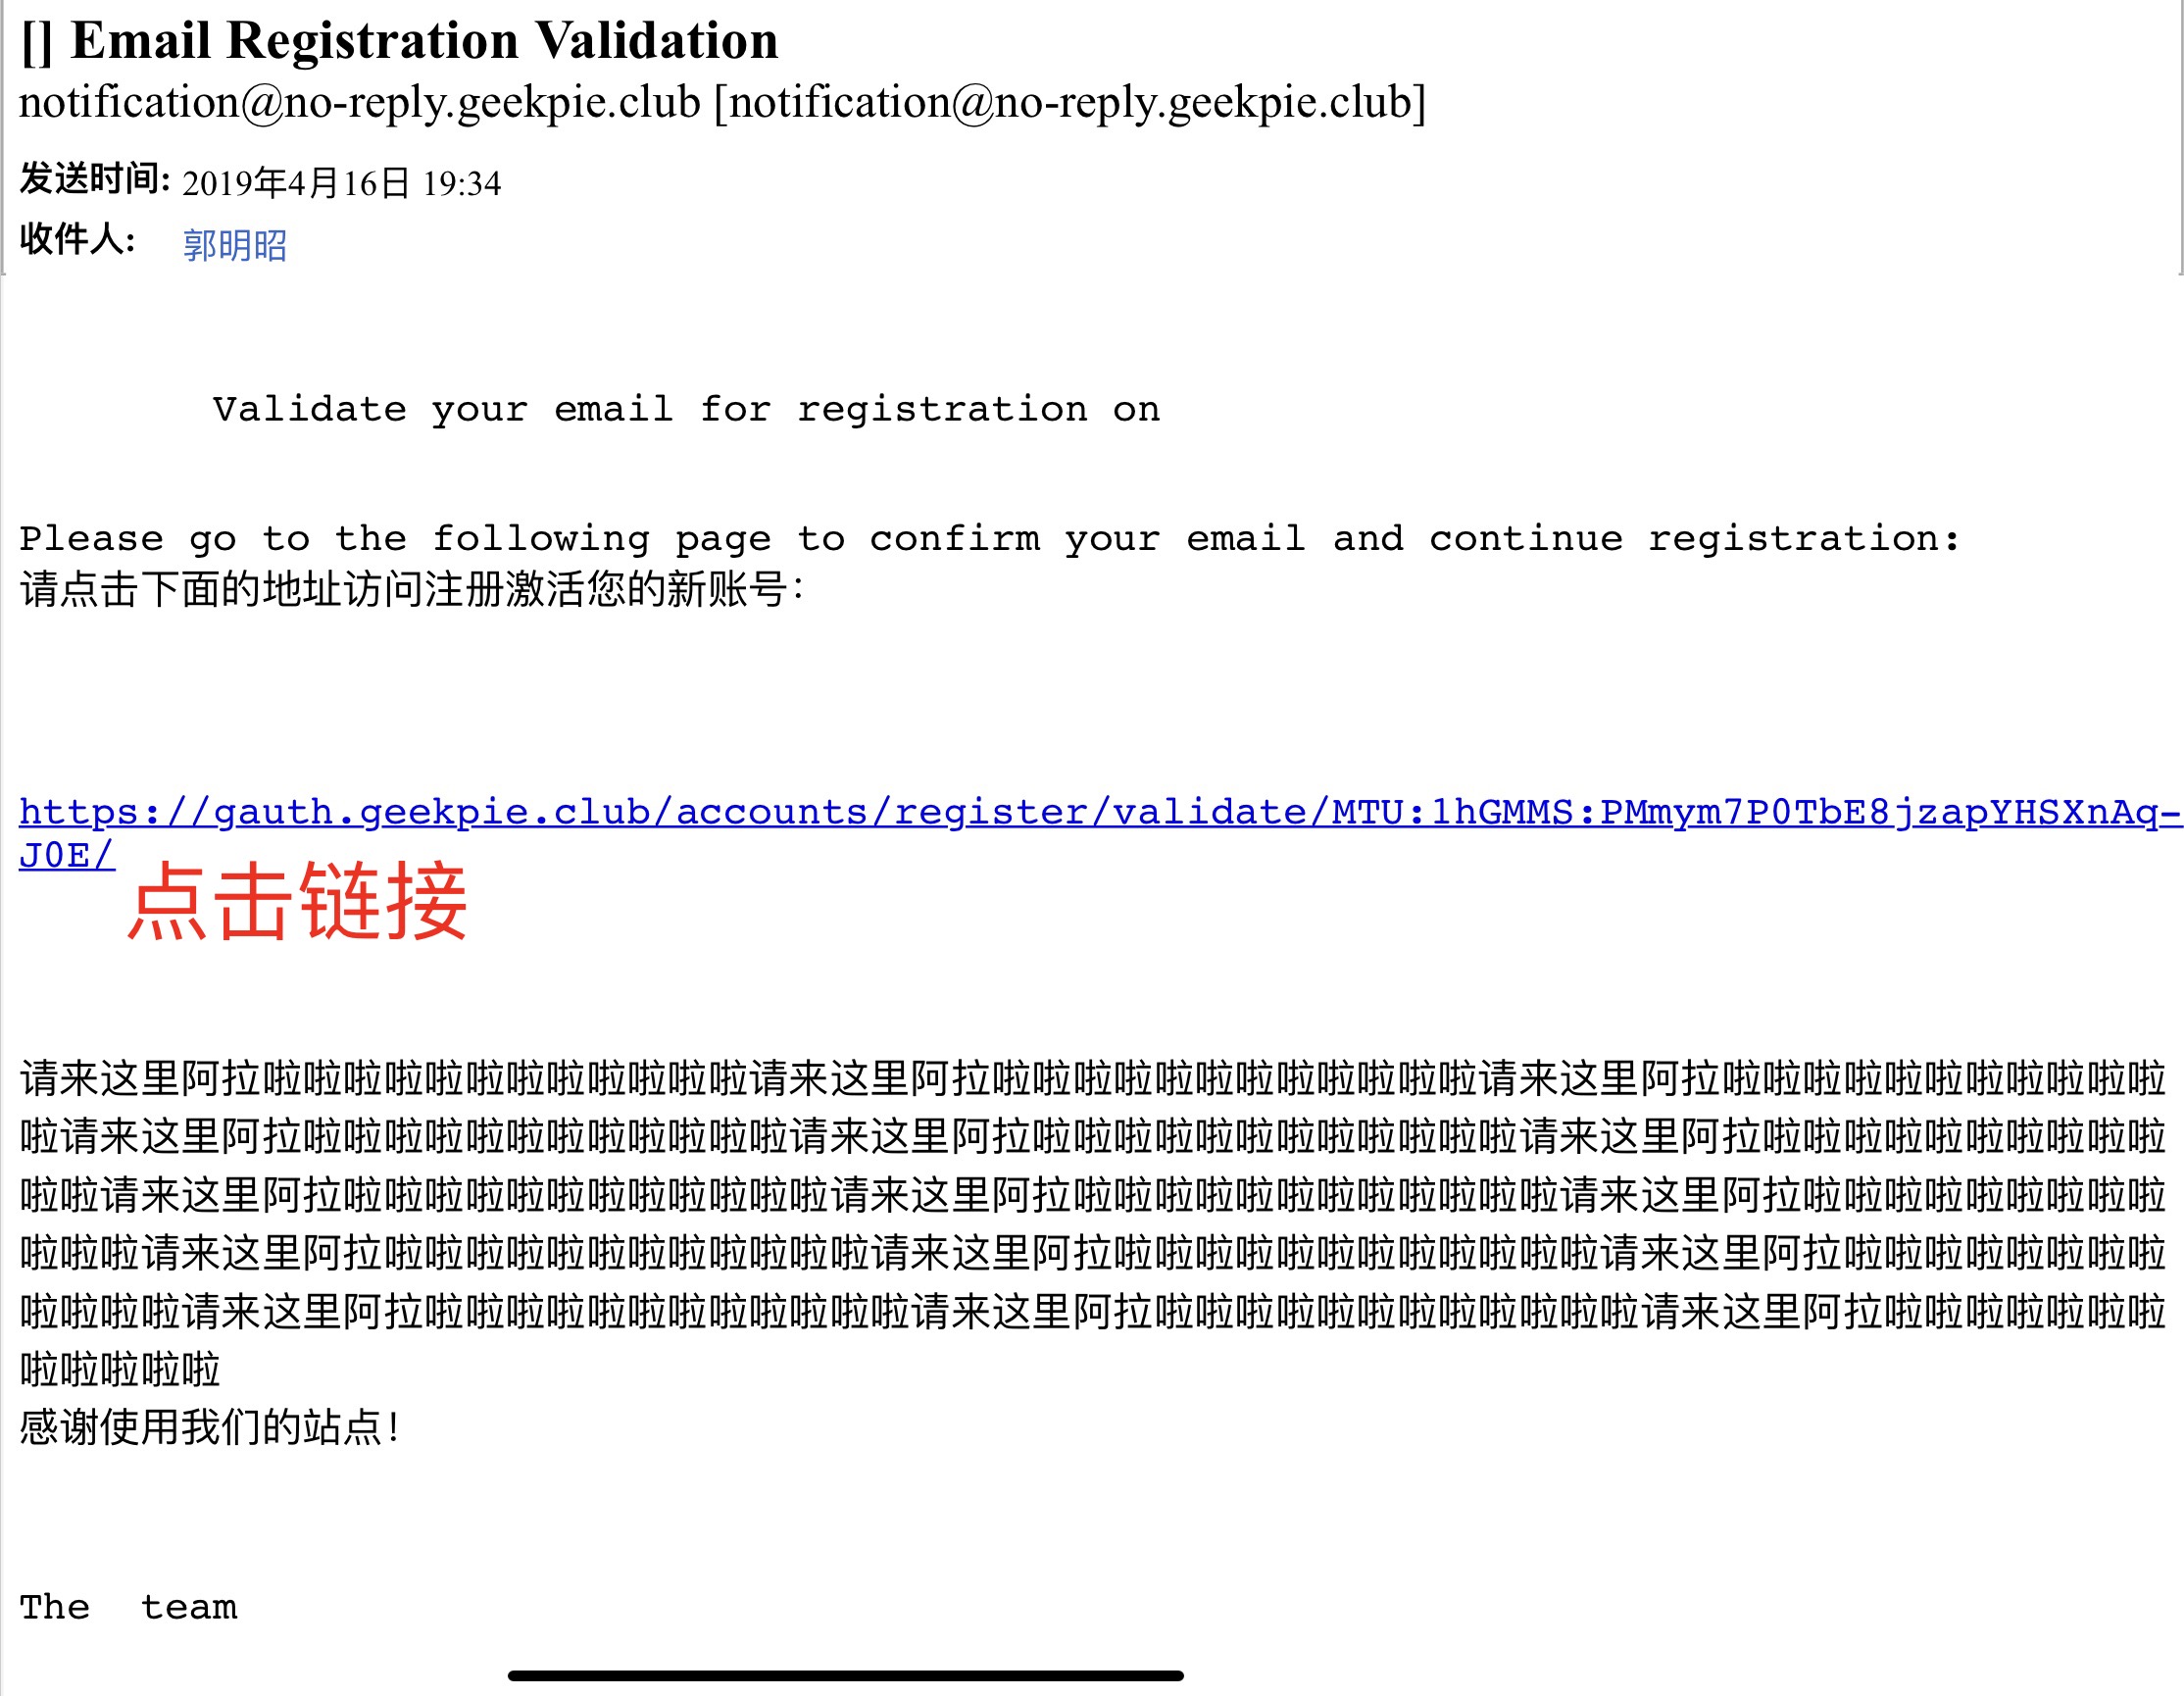 [] Email Registration Validation
notification@no-reply.geekpie.club [notification@no-reply.geekpie.club]
发送时间: 2019年4月16日 19:34
收件人: 郭明昭
Validate your email for registration on
Please go to the following page to confirm your email and continue registration:
请点击下面的地址访问注册激活您的新账号：
https://gauth.geekpie.club/accounts/register/validate/MTU:1hGMMS:PMmym7P0TbE8jzapYHSXnAq-
J0E/
点击链接
请来这里阿拉啦啦啦啦啦啦啦啦啦啦啦啦请来这里阿拉啦啦啦啦啦啦啦啦啦啦啦啦请来这里阿拉啦啦啦啦啦啦啦啦啦啦啦
啦请来这里阿拉啦啦啦啦啦啦啦啦啦啦啦啦请来这里阿拉啦啦啦啦啦啦啦啦啦啦啦啦请来这里阿拉啦啦啦啦啦啦啦啦啦啦
啦啦请来这里阿拉啦啦啦啦啦啦啦啦啦啦啦啦请来这里阿拉啦啦啦啦啦啦啦啦啦啦啦啦请来这里阿拉啦啦啦啦啦啦啦啦啦
啦啦啦请来这里阿拉啦啦啦啦啦啦啦啦啦啦啦啦请来这里阿拉啦啦啦啦啦啦啦啦啦啦啦啦请来这里阿拉啦啦啦啦啦啦啦啦
啦啦啦啦请来这里阿拉啦啦啦啦啦啦啦啦啦啦啦啦请来这里阿拉啦啦啦啦啦啦啦啦啦啦啦啦请来这里阿拉啦啦啦啦啦啦啦
啦啦啦啦啦
感谢使用我们的站点！
The  team